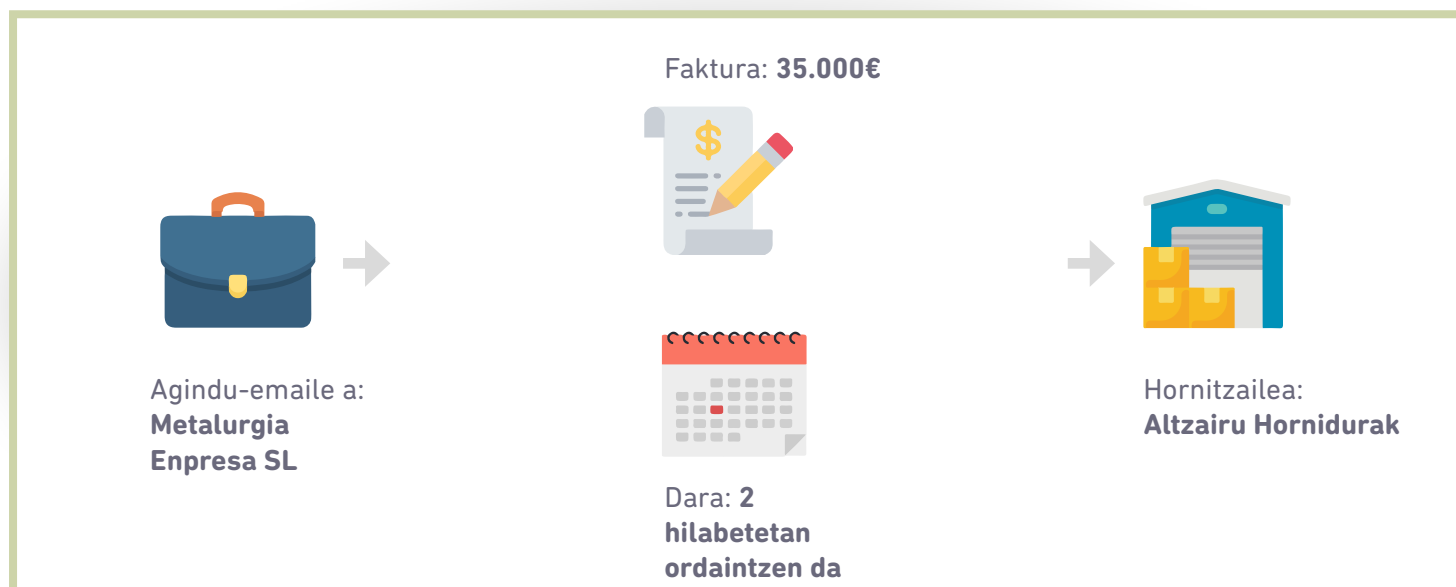 Faktura: 35.000€
$
Agindu-emaile a:
Metalurgia
Enpresa SL
Hornitzailea:
Altzairu Hornidurak
Dara: 2
hilabetetan
ordaintzen da